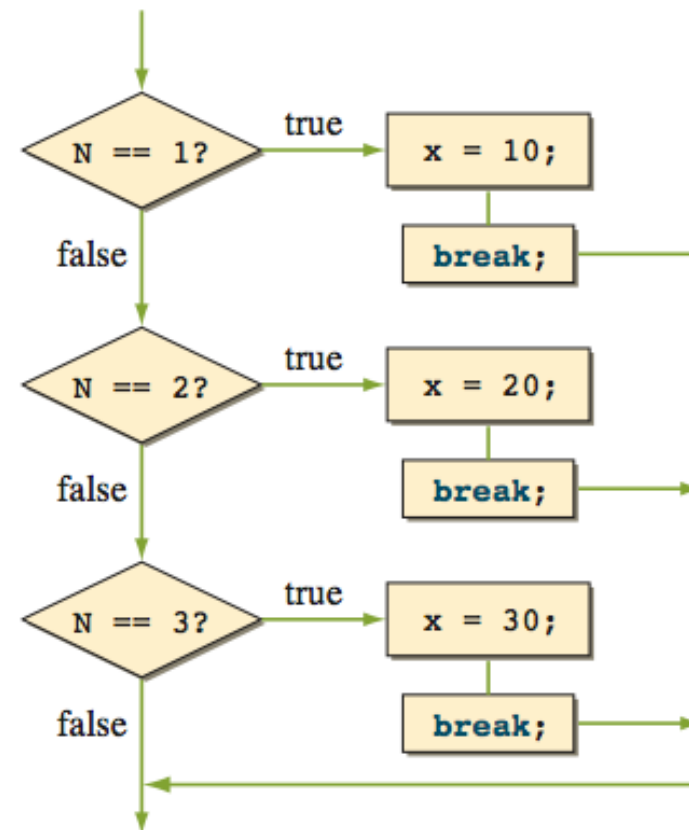 true
N == 1?
x = 10;
false
break;
true
N == 2?
x = 20;
false
break;
true
N == 3?
x = 30;
false
break;